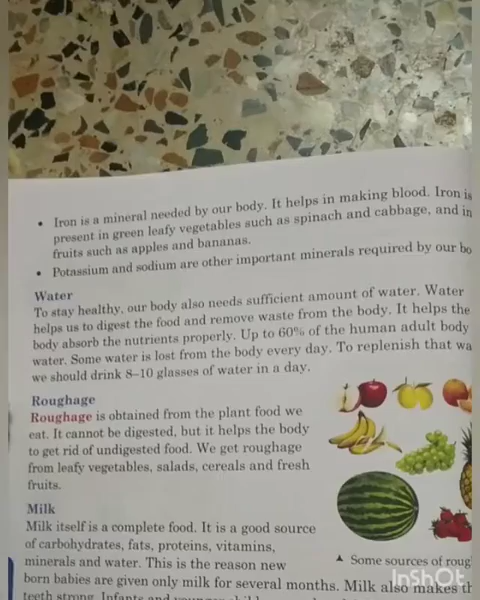 • Iron is a mineral needed by our body. It helps in making blood. Iron is
present in green leafy vegetables such as spinach and cabbage, and in
fruits such as apples and bananas.
• Potassium and sodium are other important minerals required by our bo
Water
To stay healthy, our body also needs sufficient amount of water. Water
helps us to digest the food and remove waste from the body. It helps the
body absorb the nutrients properly. Up to 60% of the human adult body
water. Some water is lost from the body every day. To replenish that wa
we should drink 8–10 glasses of water in a day.
Roughage
Roughage is obtained from the plant food we
eat. It cannot be digested, but it helps the body
to get rid of undigested food. We get roughage
from leafy vegetables, salads, cereals and fresh
fruits.
Milk
Milk itself is a complete food. It is a good source
of carbohydrates, fats, proteins, vitamins,
minerals and water. This is the reason new
▲ Some sources of roug
born babies are given only milk for several months. Milk also makes th
teeth strong. Infants and
InShOt